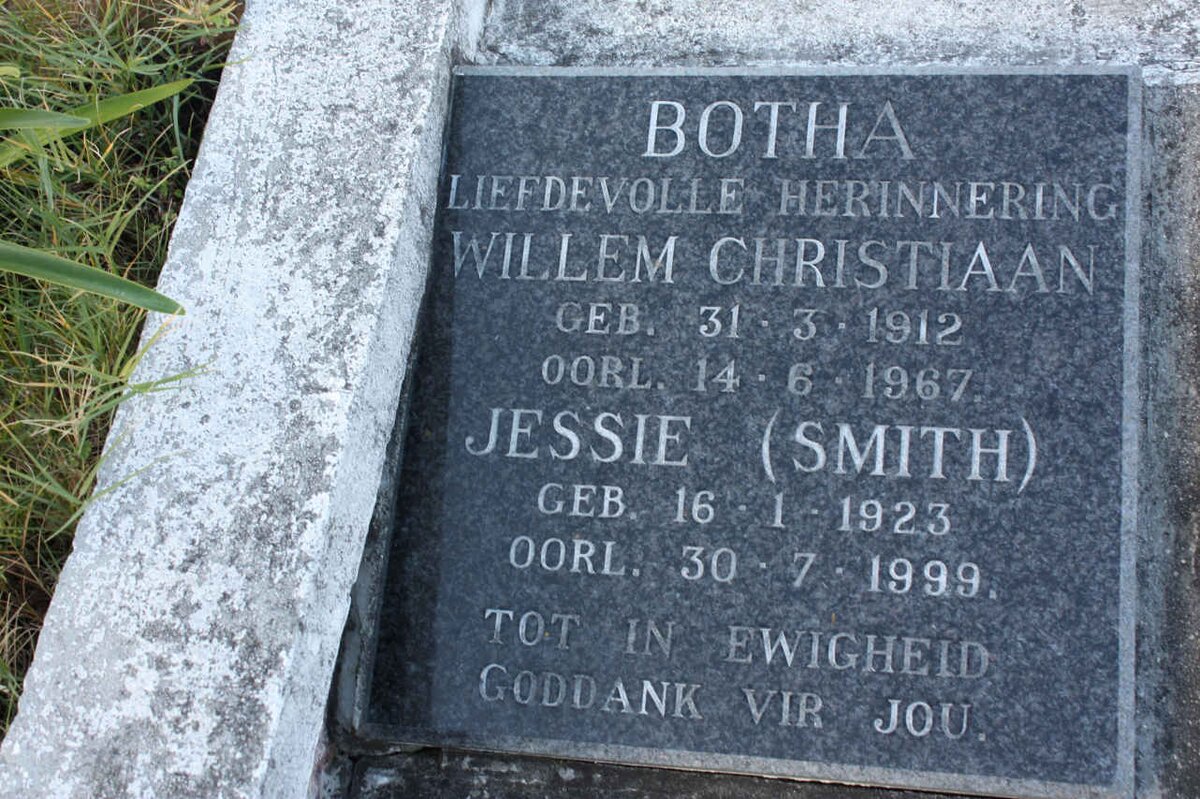 BOTHA
LIEFDEVOLLE HERINNERING
WILLEM CHRISTIAAN
GEB. 31 · 3 · 1912
OORL. 14 · 6 · 1967.
JESSIE (SMITH)
GEB. 16 · 1 · 1923
OORL. 30 · 7 · 1999.
TOT IN EWIGHEID
GODDANK VIR JOU.